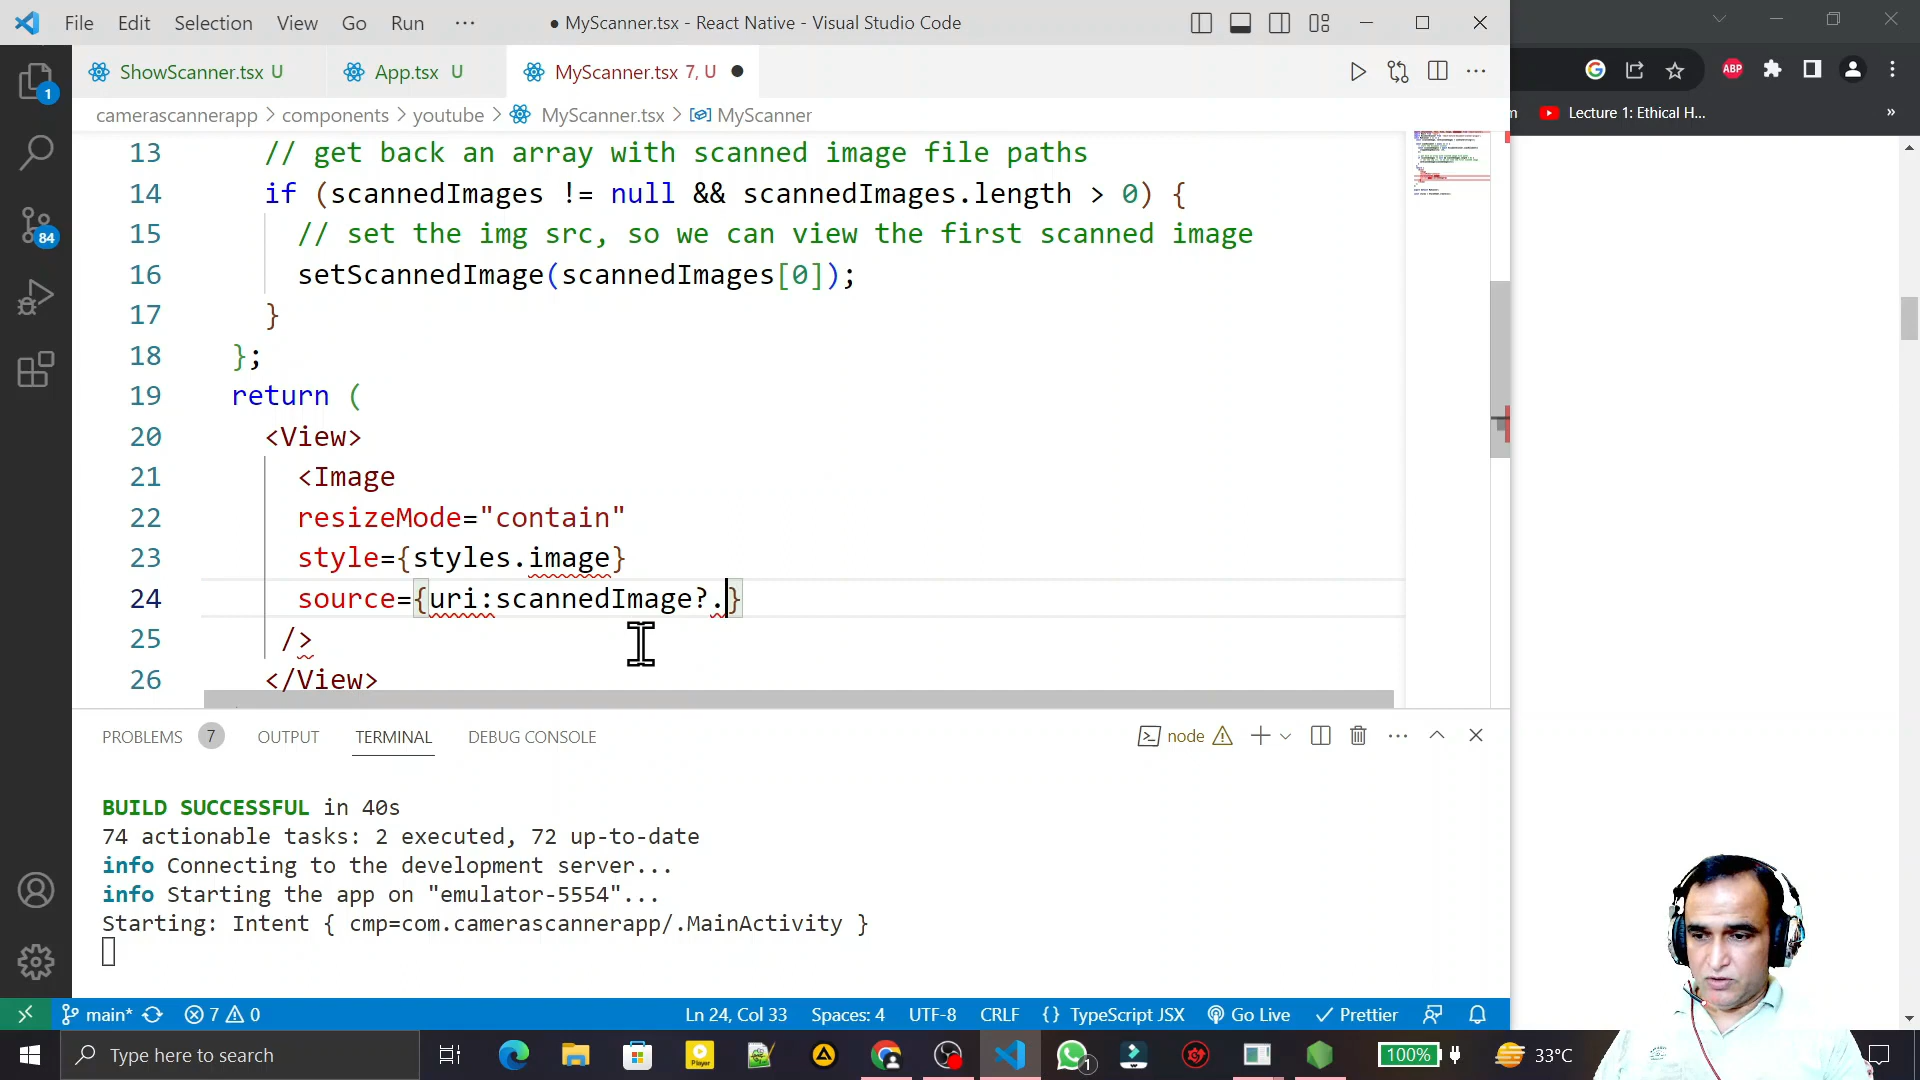 File Edit Selection View Go Run ··· ● MyScanner.tsx - React Native - Visual Studio Code
ShowScanner.tsx U App.tsx U MyScanner.tsx 7, U ●
camerascannerapp > components > youtube > MyScanner.tsx > MyScanner
13 // get back an array with scanned image file paths
14 if (scannedImages != null && scannedImages.length > 0) {
15 // set the img src, so we can view the first scanned image
16 setScannedImage(scannedImages[0]);
17 }
18 };
19 return (
20 <View>
21 <Image
22 resizeMode="contain"
23 style={styles.image}
24 source={uri:scannedImage?.}
25 />
26 </View>
PROBLEMS 7 OUTPUT TERMINAL DEBUG CONSOLE node
BUILD SUCCESSFUL in 40s
74 actionable tasks: 2 executed, 72 up-to-date
info Connecting to the development server...
info Starting the app on "emulator-5554"...
Starting: Intent { cmp=com.camerascannerapp/.MainActivity }
1
84
main* 7 0 Ln 24, Col 33 Spaces: 4 UTF-8 CRLF {} TypeScript JSX Go Live Prettier
Type here to search
Player
1
100% 33°C
ABP
m Lecture 1: Ethical H... »